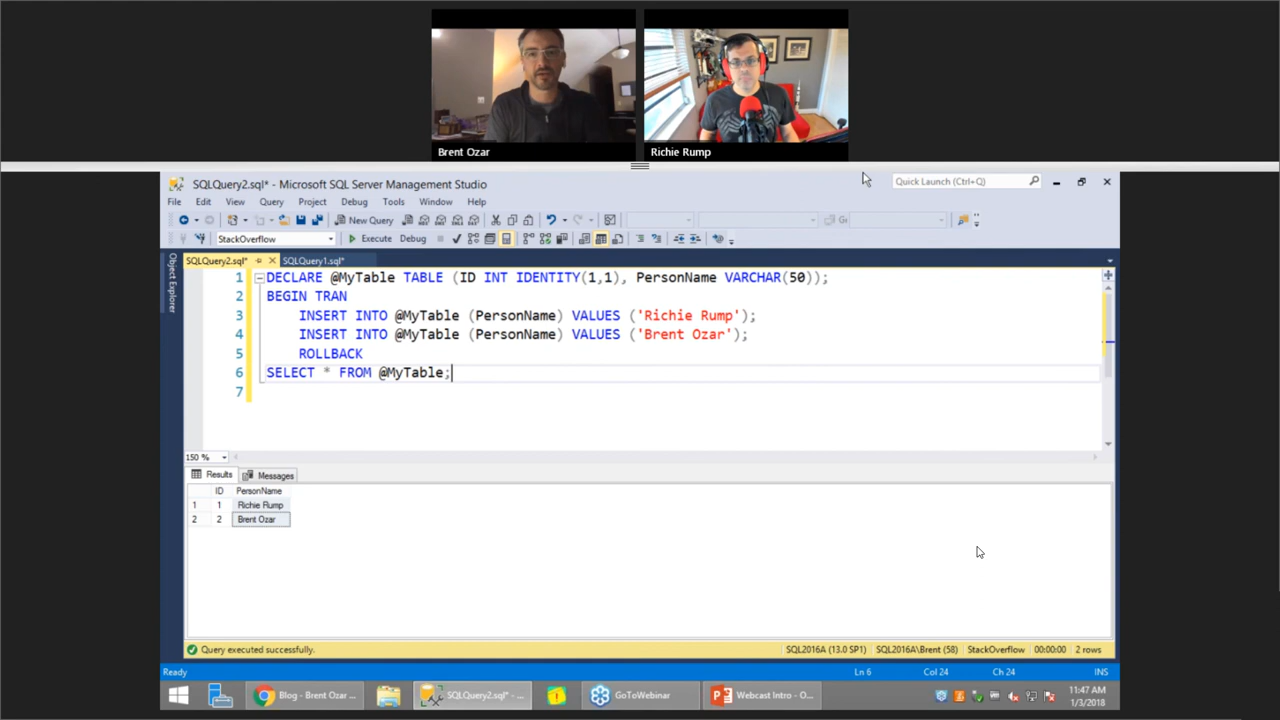 Brent Ozar
Richie Rump
SQLQuery2.sql* - Microsoft SQL Server Management Studio
Quick Launch (Ctrl+Q)
File Edit View Query Project Debug Tools Window Help
New Query
StackOverflow
Execute Debug
SQLQuery2.sql* SQLQuery1.sql*
Object Explorer
1 DECLARE @MyTable TABLE (ID INT IDENTITY(1,1), PersonName VARCHAR(50));
2 BEGIN TRAN
3 INSERT INTO @MyTable (PersonName) VALUES ('Richie Rump');
4 INSERT INTO @MyTable (PersonName) VALUES ('Brent Ozar');
5 ROLLBACK
6 SELECT * FROM @MyTable;
7
150 %
Results Messages
ID PersonName
1 1 Richie Rump
2 2 Brent Ozar
Query executed successfully.
SQL2016A (13.0 SP1) SQL2016A\Brent (58) StackOverflow 00:00:00 2 rows
Ready
Ln 6 Col 24 Ch 24 INS
Blog - Brent Ozar ...
SQLQuery2.sql* - ...
GoToWebinar
Webcast Intro - O...
11:47 AM
1/3/2018